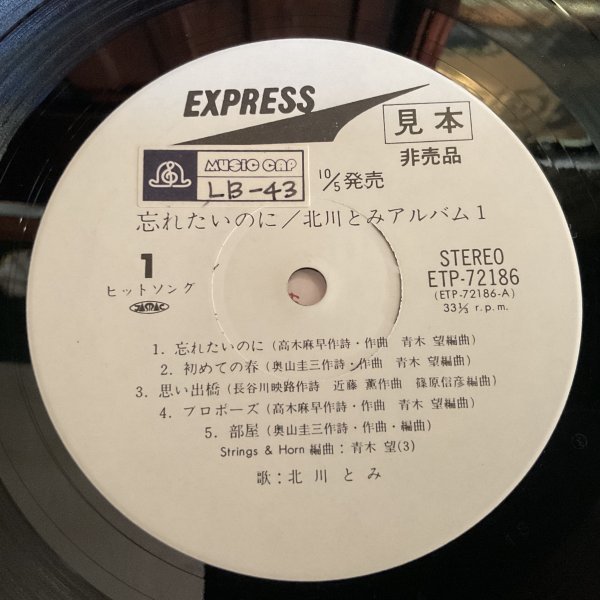 EXPRESS
見本
非売品
MUSIC CAP
LB-43
10/5発売
忘れたいのに/北川とみアルバム1
1
ヒットソング
JASRAC
STEREO
ETP-72186
(ETP-72186-A)
33⅓ r.p.m.
1. 忘れたいのに(高木麻早作詩・作曲 青木 望編曲)
2. 初めての春(奥山圭三作詩・作曲 青木 望編曲)
3. 思い出橋(長谷川映路作詩 近藤 薫作曲 篠原信彦編曲)
4. プロポーズ(高木麻早作詩・作曲 青木 望編曲)
5. 部屋(奥山圭三作詩・作曲・編曲)
Strings & Horn 編曲:青木 望(3)
歌:北川とみ